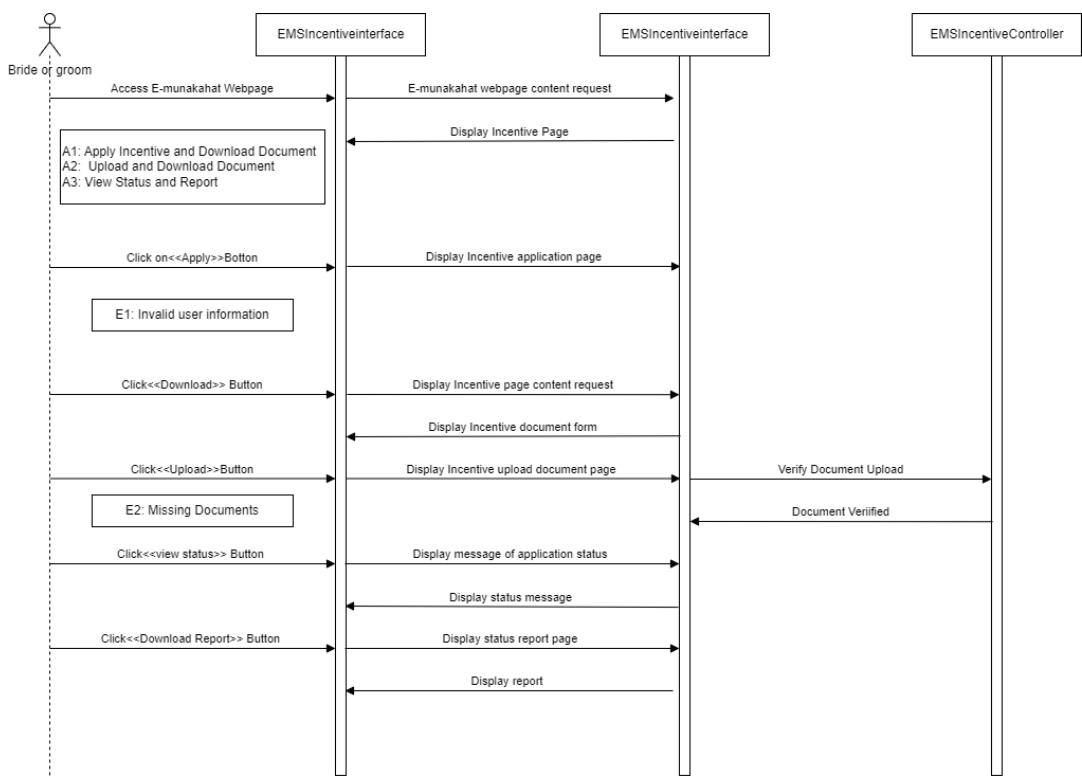 EMSIncentiveinterface
EMSIncentiveinterface
EMSIncentiveController
Bride or groom
Access E-munakahat Webpage
E-munakahat webpage content request
Display Incentive Page
A1: Apply Incentive and Download Document
A2:  Upload and Download Document
A3: View Status and Report
Click on<<Apply>>Botton
Display Incentive application page
E1: Invalid user information
Click<<Download>> Button
Display Incentive page content request
Display Incentive document form
Click<<Upload>>Button
Display Incentive upload document page
Verify Document Upload
E2: Missing Documents
Document Veriified
Click<<view status>> Button
Display message of application status
Display status message
Click<<Download Report>> Button
Display status report page
Display report